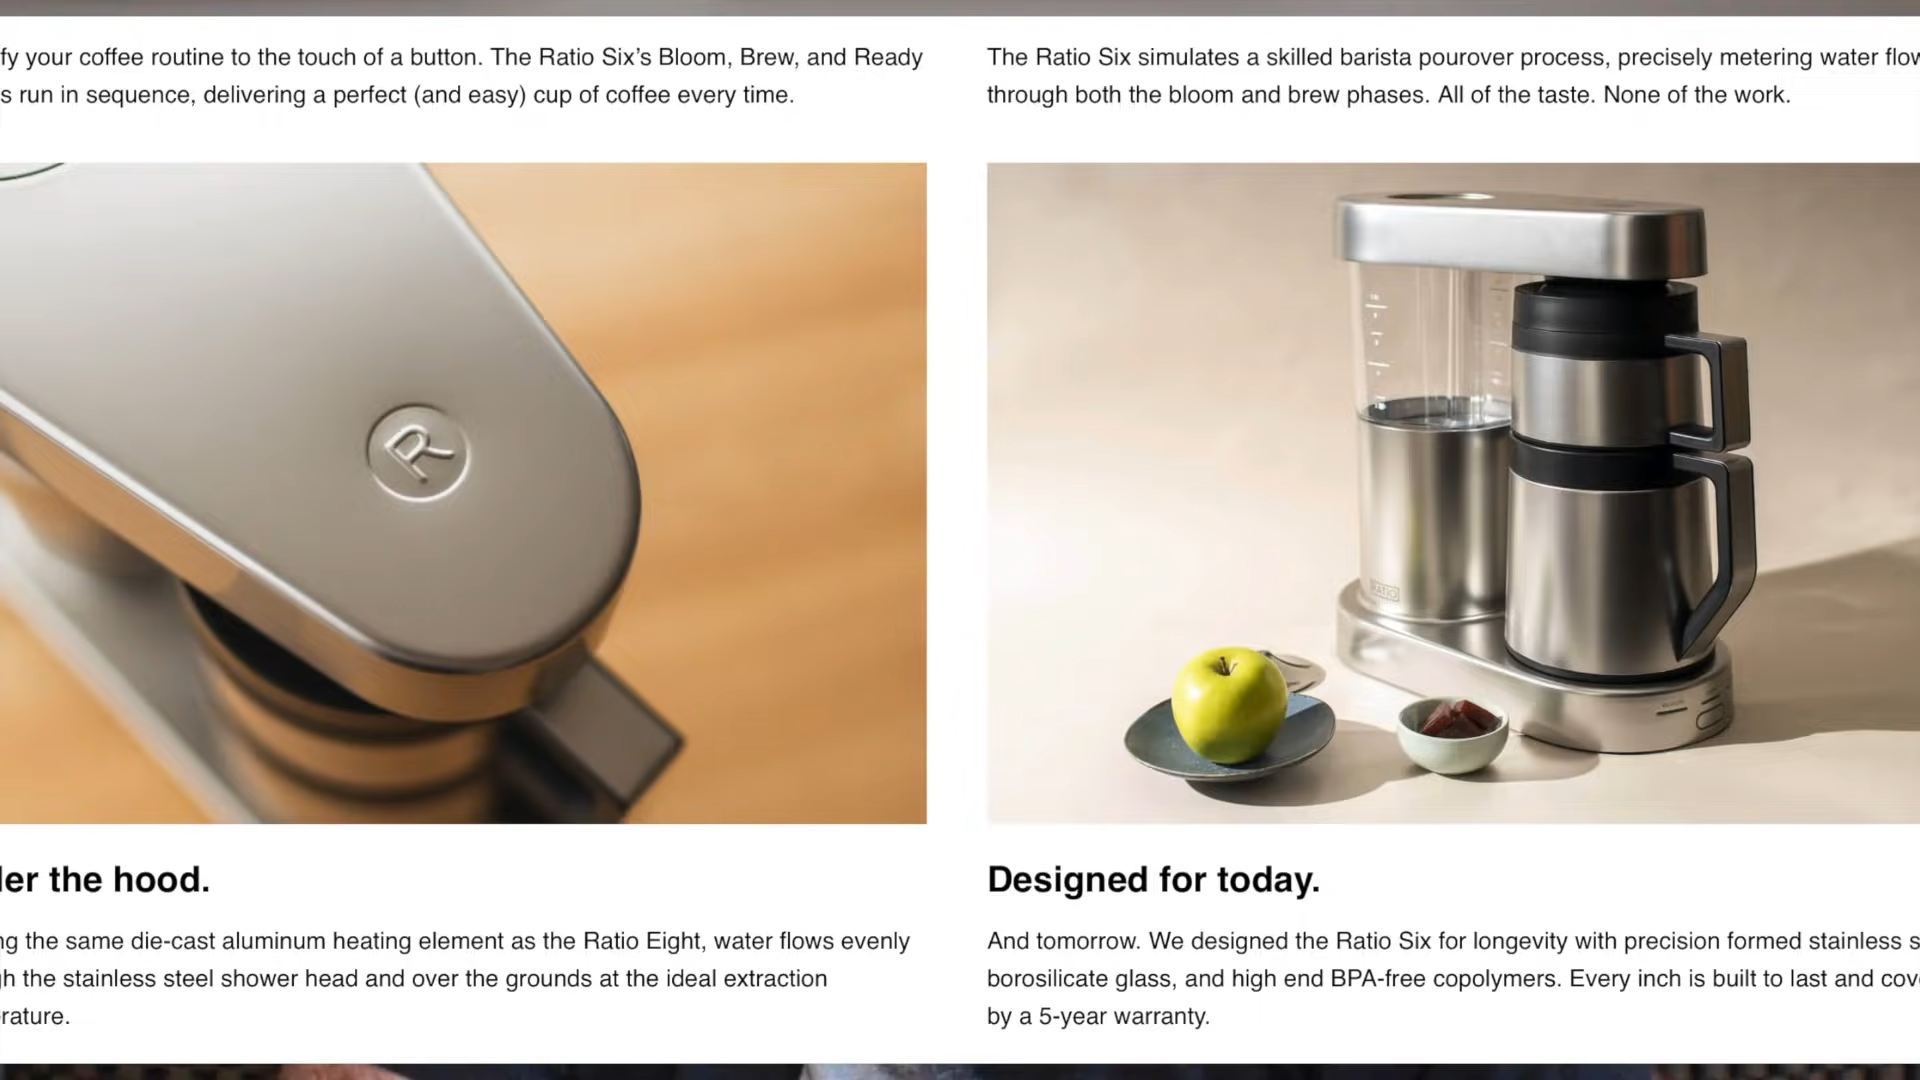 fy your coffee routine to the touch of a button. The Ratio Six’s Bloom, Brew, and Ready
s run in sequence, delivering a perfect (and easy) cup of coffee every time.
The Ratio Six simulates a skilled barista pourover process, precisely metering water flow
through both the bloom and brew phases. All of the taste. None of the work.
R
RATIO
ler the hood.
ng the same die-cast aluminum heating element as the Ratio Eight, water flows evenly
gh the stainless steel shower head and over the grounds at the ideal extraction
rature.
Designed for today.
And tomorrow. We designed the Ratio Six for longevity with precision formed stainless s
borosilicate glass, and high end BPA-free copolymers. Every inch is built to last and cov
by a 5-year warranty.